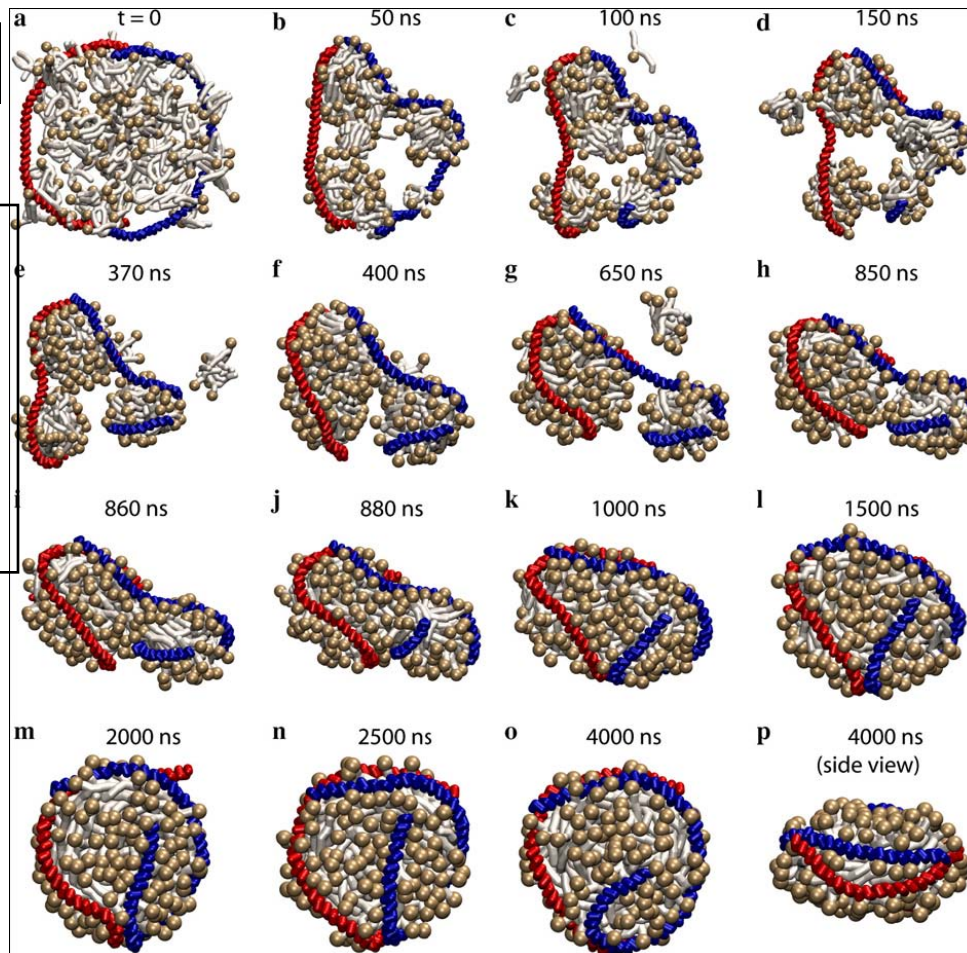 a t = 0
b 50 ns
c 100 ns
d 150 ns
e 370 ns
f 400 ns
g 650 ns
h 850 ns
i 860 ns
j 880 ns
k 1000 ns
l 1500 ns
m 2000 ns
n 2500 ns
o 4000 ns
p 4000 ns
(side view)